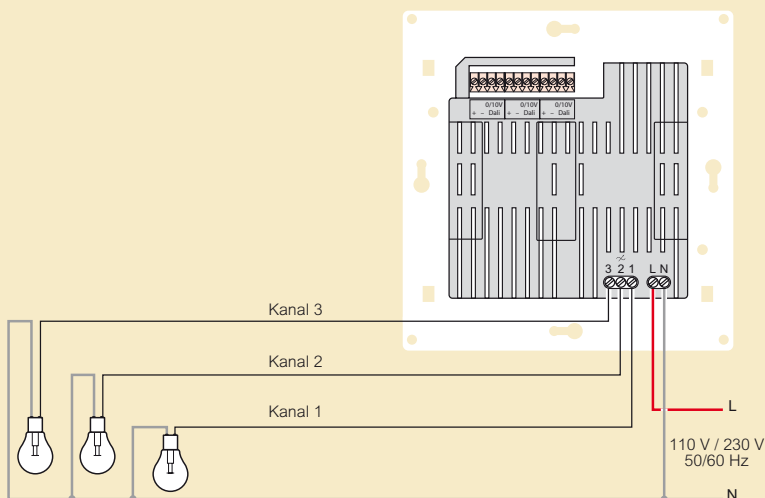 0/10V 0/10V 0/10V
+ - Dali + - Dali + - Dali
3 2 1 L N
Kanal 3
Kanal 2
Kanal 1
L
110 V / 230 V
50/60 Hz
N